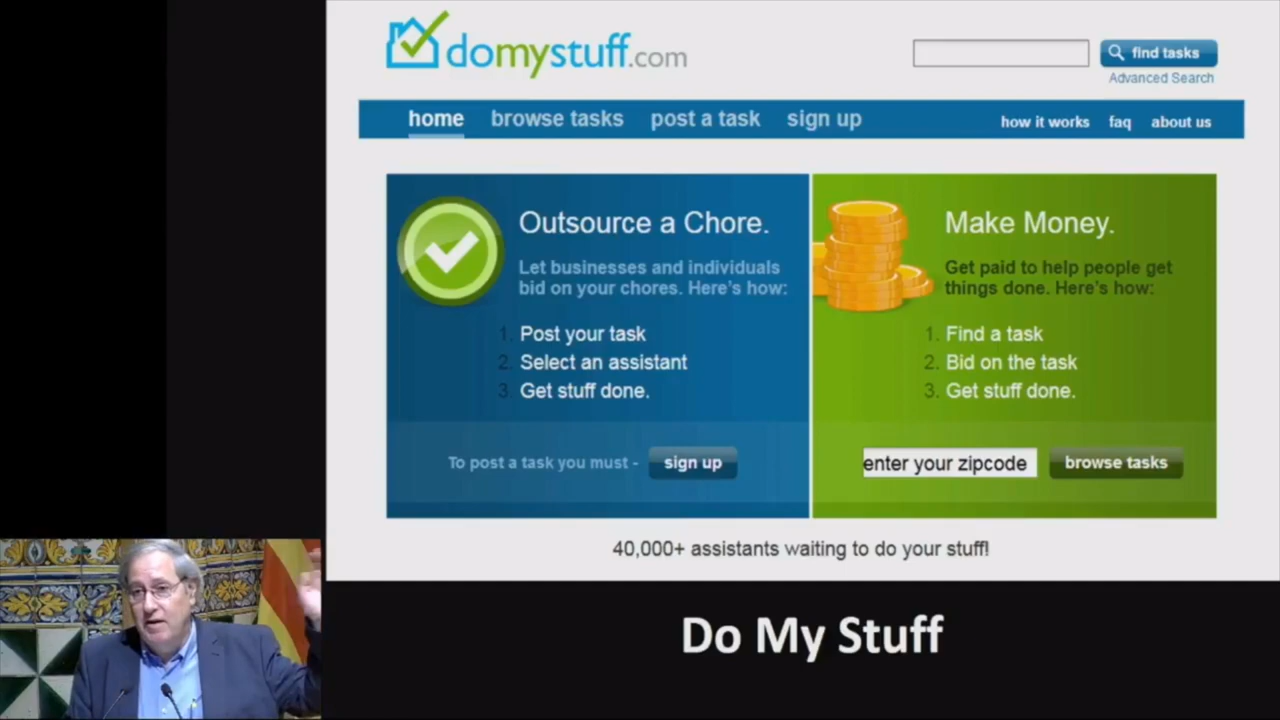 domystuff.com
find tasks
Advanced Search
home browse tasks post a task sign up how it works faq about us
Outsource a Chore.
Let businesses and individuals
bid on your chores. Here's how:
1. Post your task
2. Select an assistant
3. Get stuff done.
To post a task you must - sign up
Make Money.
Get paid to help people get
things done. Here's how:
1. Find a task
2. Bid on the task
3. Get stuff done.
enter your zipcode browse tasks
40,000+ assistants waiting to do your stuff!
Do My Stuff